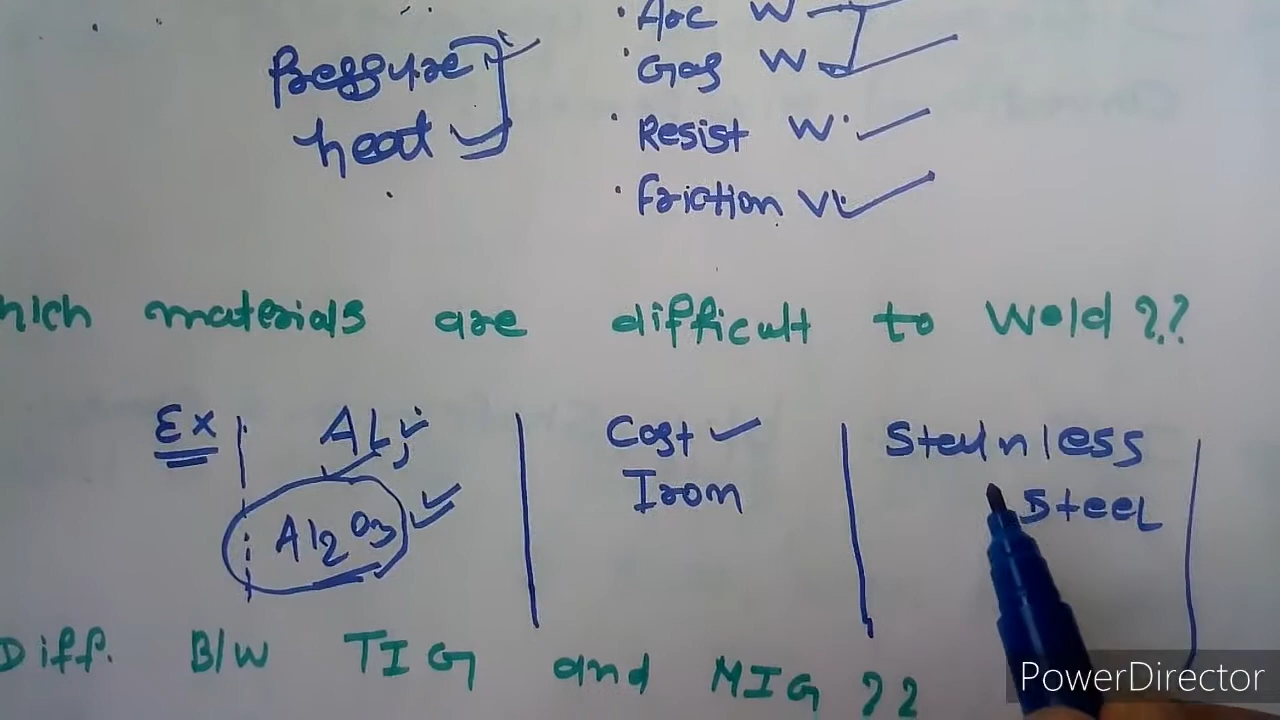 Arc W
Pressure
Gas W
heat
Resist W.
Friction W
hich materials are difficult to Weld ??
Ex
AL;
Cast
Iron
Stainless
Steel
Al2O3
Diff. B/W TIG and MIG ??
PowerDirector